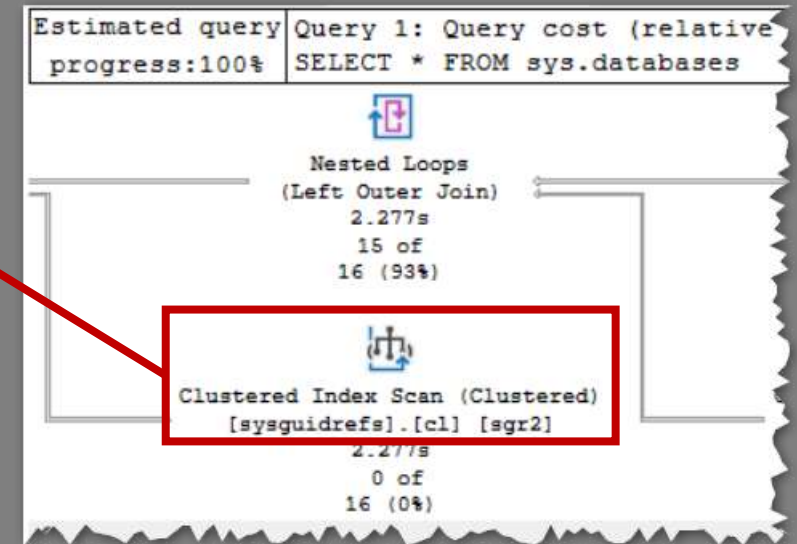 Estimated query
progress:100%
Query 1: Query cost (relative
SELECT * FROM sys.databases
Nested Loops
(Left Outer Join)
2.277s
15 of
16 (93%)
Clustered Index Scan (Clustered)
[sysguidrefs].[cl] [sgr2]
2.277s
0 of
16 (0%)